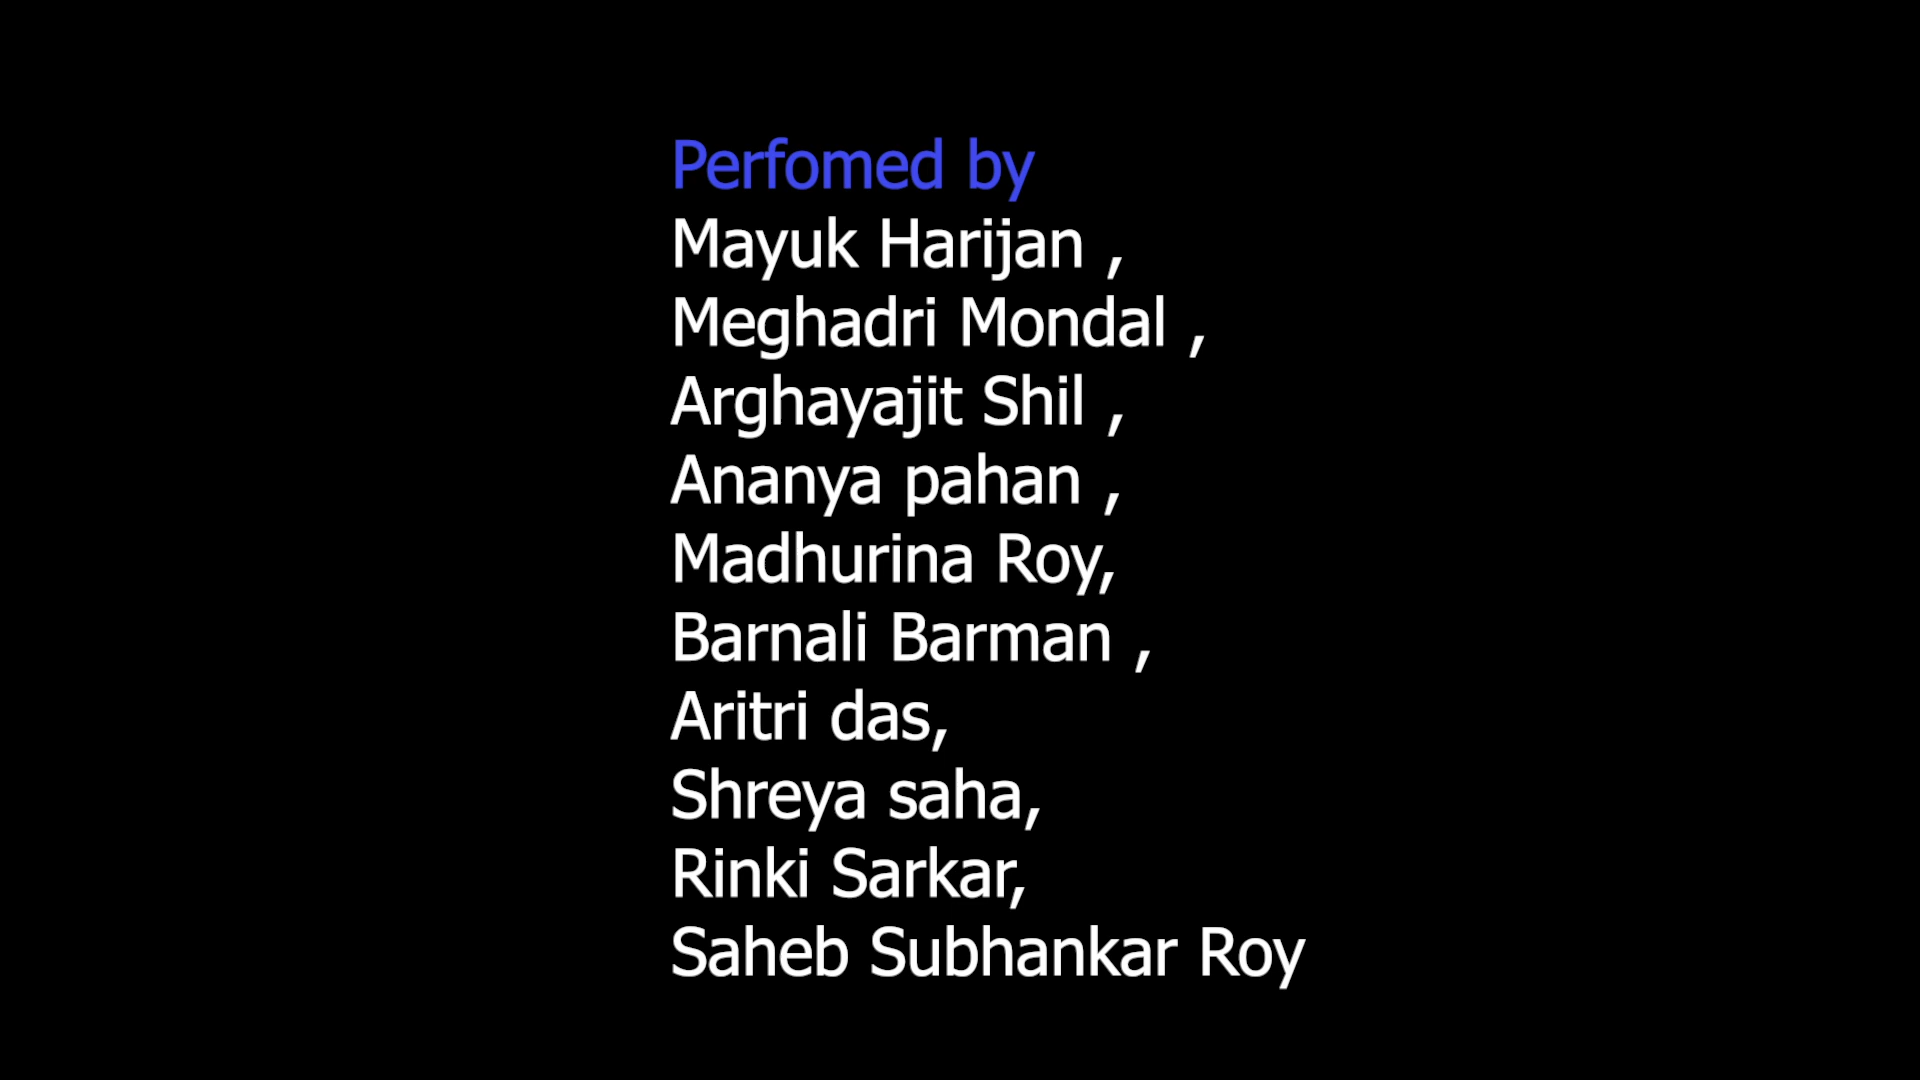 Perfomed by
Mayuk Harijan ,
Meghadri Mondal ,
Arghayajit Shil ,
Ananya pahan ,
Madhurina Roy,
Barnali Barman ,
Aritri das,
Shreya saha,
Rinki Sarkar,
Saheb Subhankar Roy